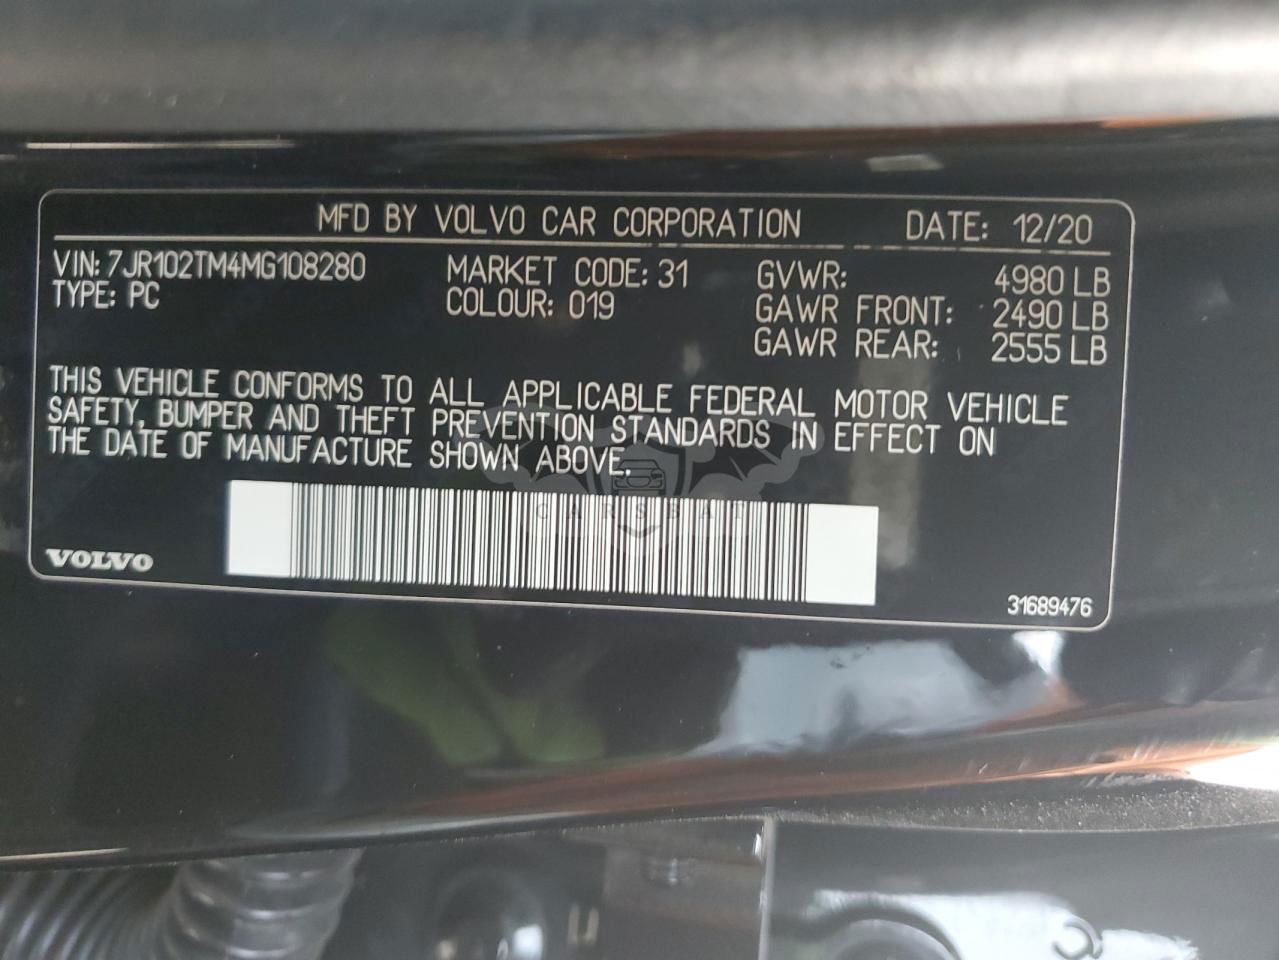 MFD BY VOLVO CAR CORPORATION DATE: 12/20
VIN: 7JR102TM4MG108280 MARKET CODE: 31 GVWR: 4980 LB
TYPE: PC COLOUR: 019 GAWR FRONT: 2490 LB
GAWR REAR: 2555 LB
THIS VEHICLE CONFORMS TO ALL APPLICABLE FEDERAL MOTOR VEHICLE
SAFETY, BUMPER AND THEFT PREVENTION STANDARDS IN EFFECT ON
THE DATE OF MANUFACTURE SHOWN ABOVE.
CARSBAT
VOLVO
31689476